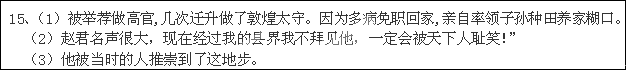 15、（1）被举荐做高官,几次迁升做了敦煌太守。因为多病免职回家,亲自率领子孙种田养家糊口。
（2）赵君名声很大，现在经过我的县界我不拜见他，一定会被天下人耻笑！”
（3）他被当时的人推崇到了这地步。